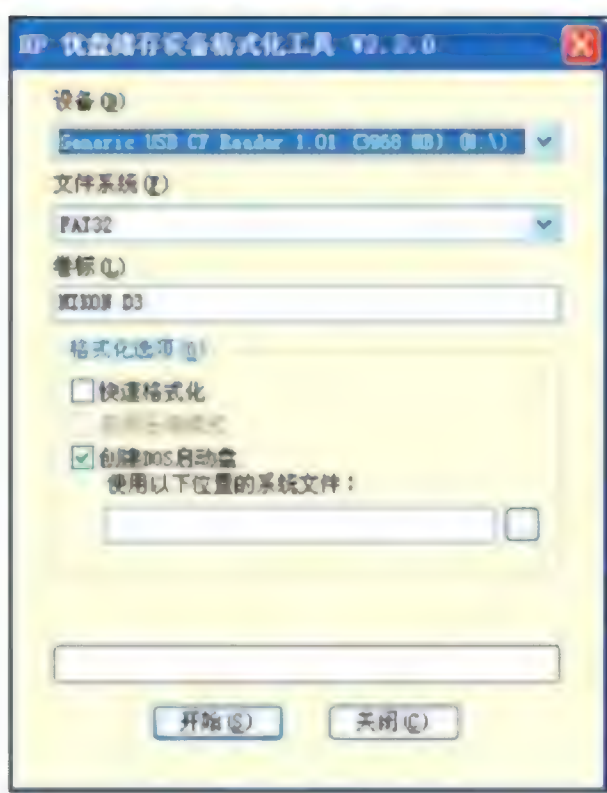 HP 优盘储存设备格式化工具 V2.2.0
设备(D)
Generic USB CF Reader 1.01 (3968 MB) (H:\)
文件系统(F)
FAT32
卷标(L)
NIKON D3
格式化选项(O)
快速格式化
创建DOS启动盘
使用以下位置的系统文件：
开始(S)
关闭(C)